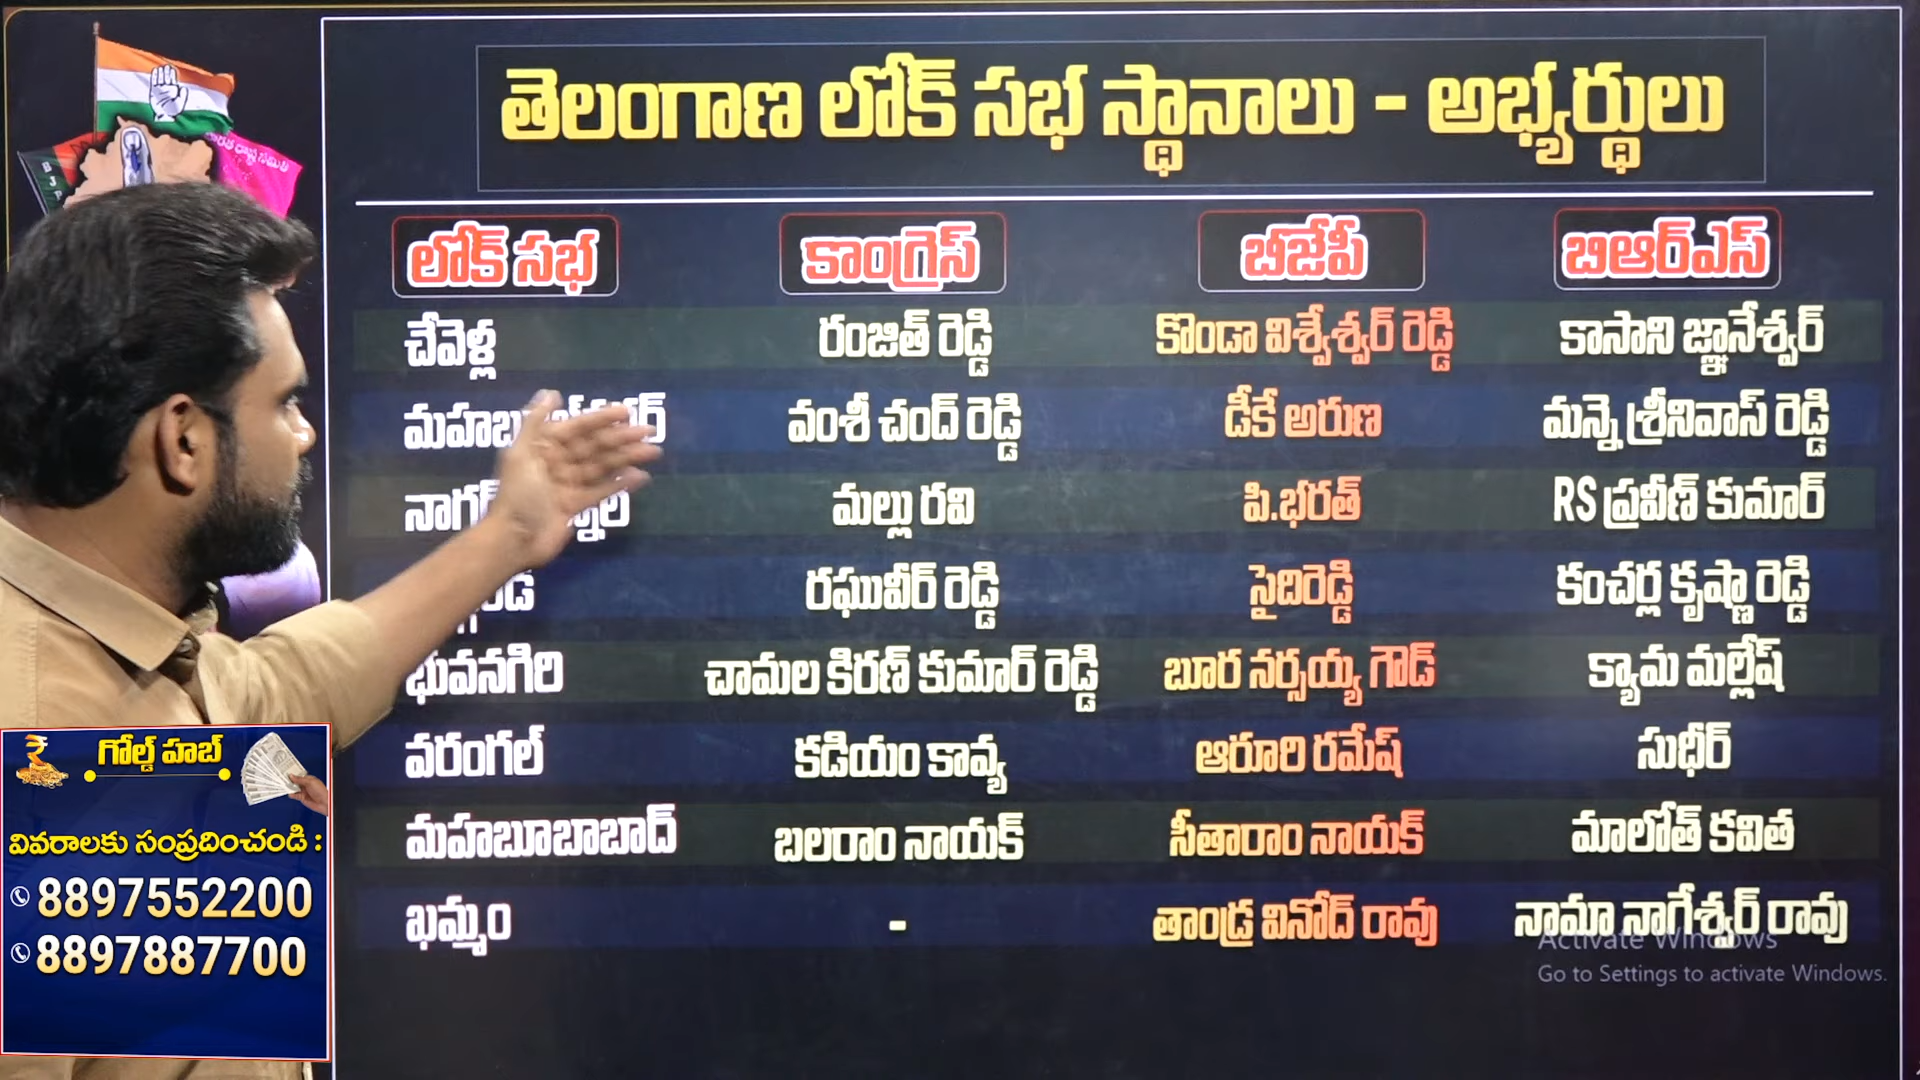 తెలంగాణ లోక్ సభ స్థానాలు - అభ్యర్థులు
లోక్ సభ కాంగ్రెస్ బీజేపీ బిఆర్ఎస్
చేవెళ్ల రంజిత్ రెడ్డి కొండా విశ్వేశ్వర్ రెడ్డి కాసాని జ్ఞానేశ్వర్
వంశీ చంద్ రెడ్డి డీకే అరుణ మన్నె శ్రీనివాస్ రెడ్డి
మల్లు రవి పి.భరత్ RS ప్రవీణ్ కుమార్
రఘువీర్ రెడ్డి సైదిరెడ్డి కంచర్ల కృష్ణా రెడ్డి
భువనగిరి చామల కిరణ్ కుమార్ రెడ్డి బూర నర్సయ్య గౌడ్ క్యామ మల్లేష్
వరంగల్ కడియం కావ్య ఆరూరి రమేష్ సుధీర్
మహబూబాబాద్ బలరాం నాయక్ సీతారాం నాయక్ మాలోత్ కవిత
ఖమ్మం - తాండ్ర వినోద్ రావు నామా నాగేశ్వర్ రావు
గోల్డ్ హబ్
వివరాలకు సంప్రదించండి :
8897552200
8897887700
Activate Windows
Go to Settings to activate Windows.